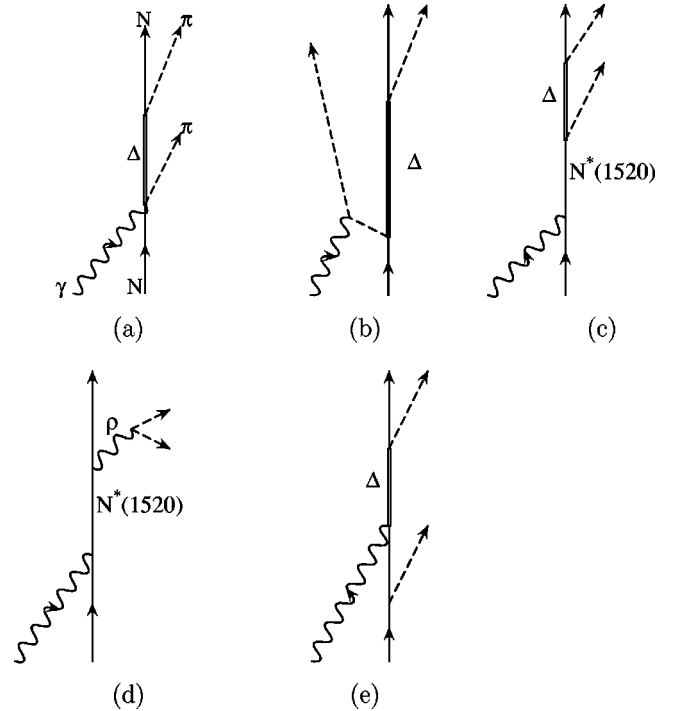 N π
Δ π
γ N
(a)
Δ
(b)
Δ
N*(1520)
(c)
ρ
N*(1520)
(d)
Δ
(e)